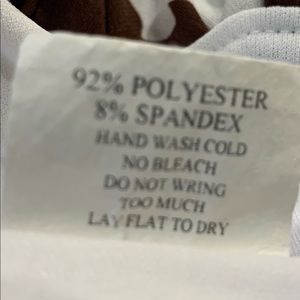 92% POLYESTER
8% SPANDEX
HAND WASH COLD
NO BLEACH
DO NOT WRING
TOO MUCH
LAY FLAT TO DRY